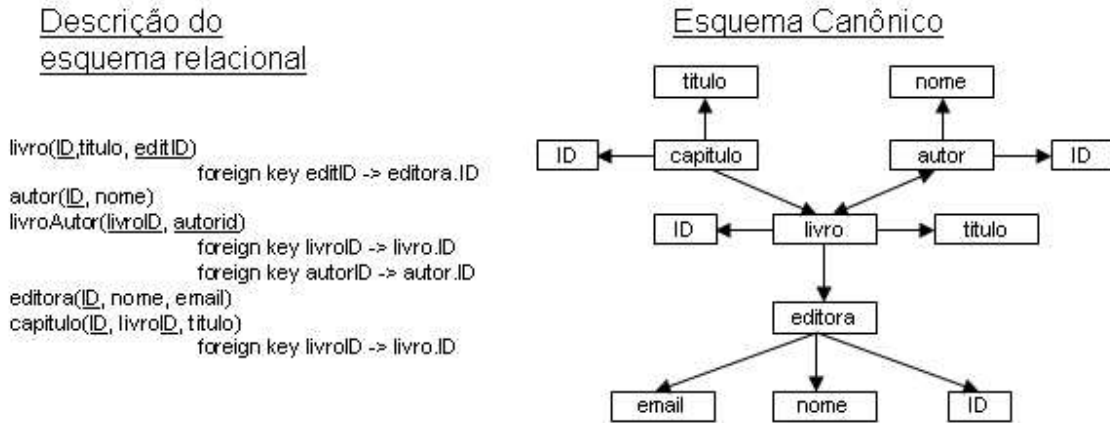 Descrição do
esquema relacional
livro(ID,titulo, editID)
foreign key editID -> editora.ID
autor(ID, nome)
livroAutor(livroID, autorid)
foreign key livroID -> livro.ID
foreign key autorID -> autor.ID
editora(ID, nome, email)
capitulo(ID, livroID, titulo)
foreign key livroID -> livro.ID
Esquema Canônico
titulo
nome
ID
capitulo
autor
ID
ID
livro
titulo
editora
email
nome
ID